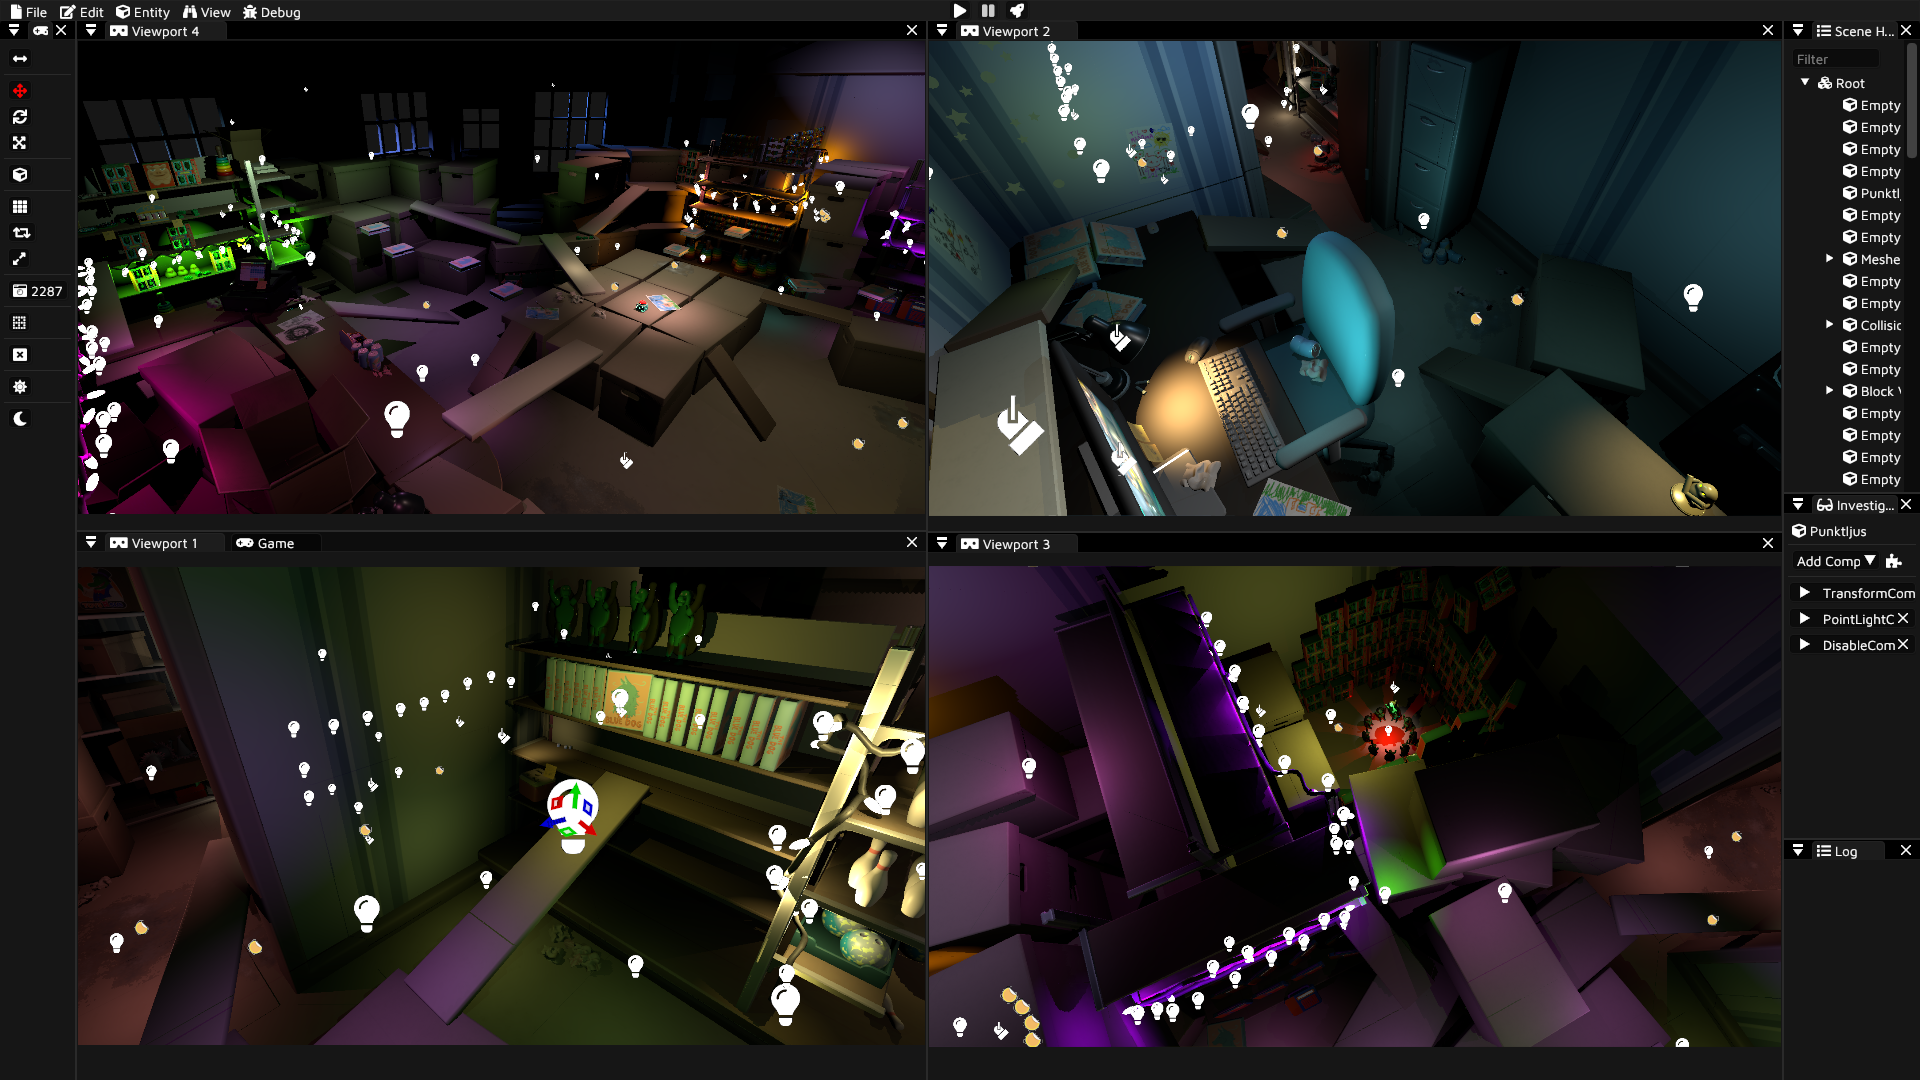 File Edit Entity View Debug
Viewport 4
Viewport 2
Scene H...
Filter
Root
Empty
Empty
Empty
Empty
Punktl
Empty
Empty
Meshe
Empty
Empty
Collisic
Empty
Empty
Block
Empty
Empty
Empty
Empty
2287
Investig...
Punktljus
Add Comp
TransformCom
PointLightC
DisableCom
Viewport 1
Game
Viewport 3
Log
BLUE DOG